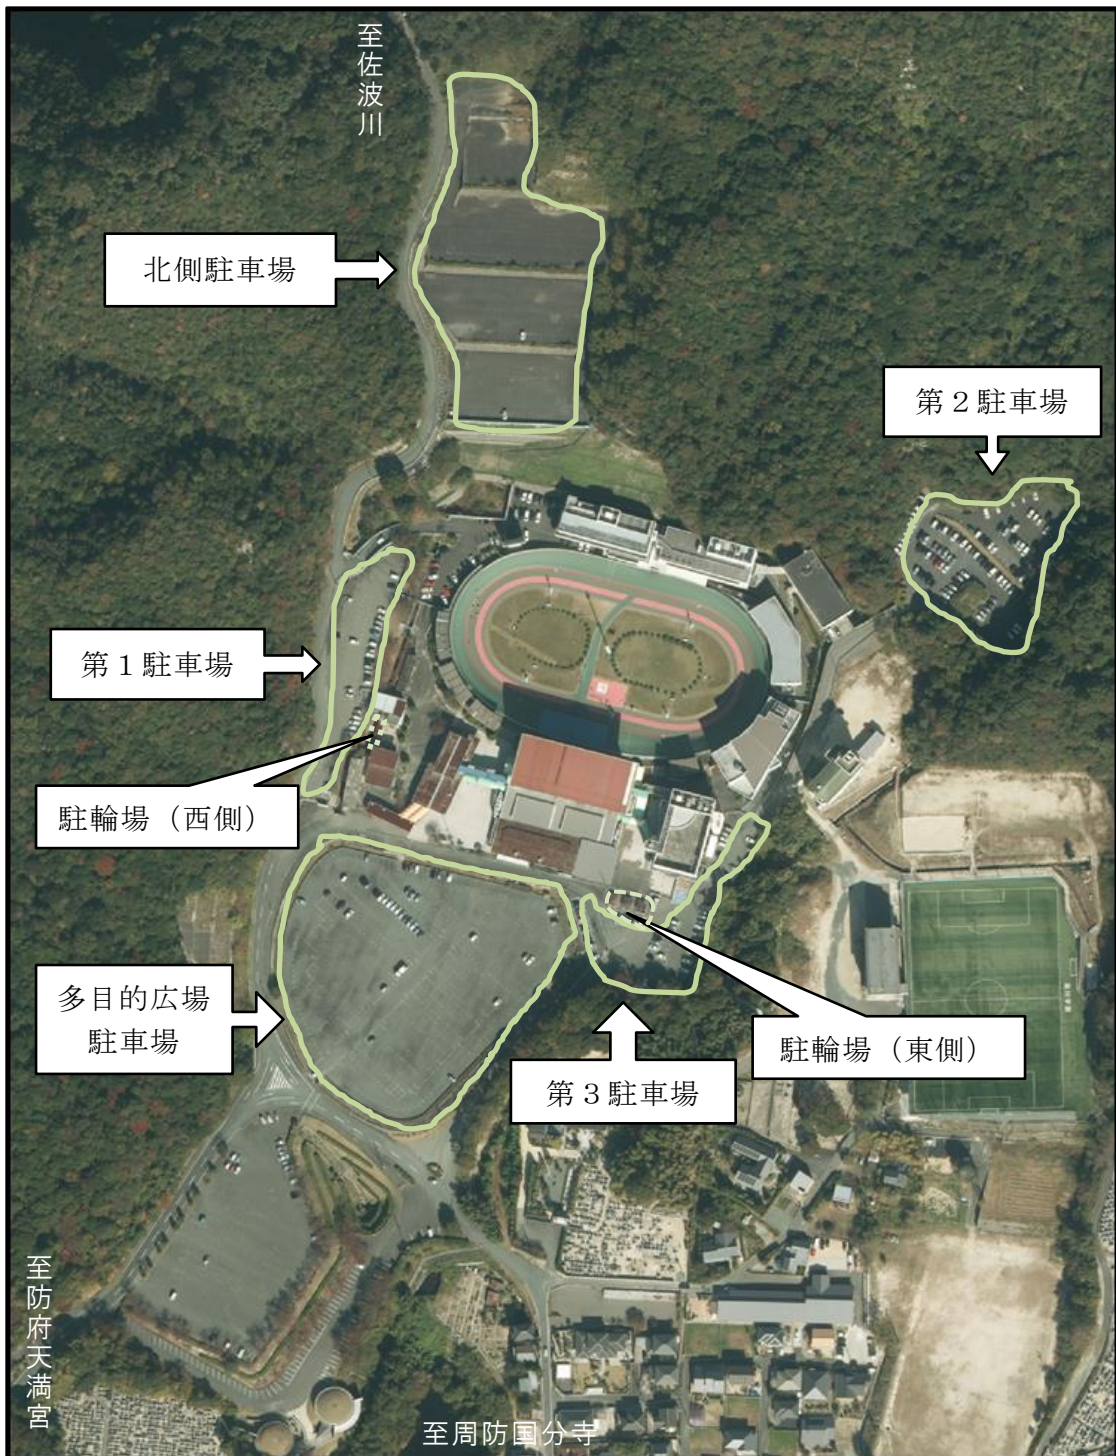 至佐波川
北側駐車場
第２駐車場
第１駐車場
駐輪場（西側）
多目的広場
駐車場
駐輪場（東側）
第３駐車場
至防府天満宮
至周防国分寺